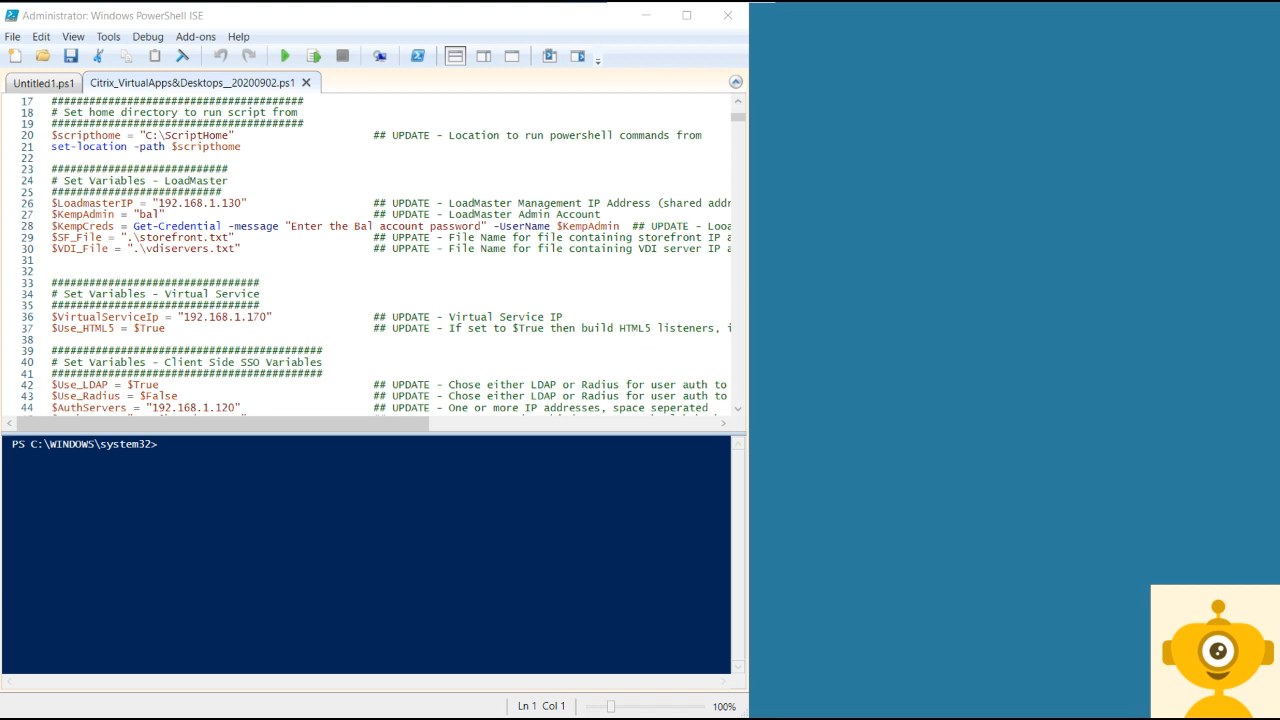 Administrator: Windows PowerShell ISE
File Edit View Tools Debug Add-ons Help
Untitled1.ps1 Citrix_VirtualApps&Desktops__20200902.ps1
17 #########################################
18 # Set home directory to run script from
19 #########################################
20 $scripthome = "C:\ScriptHome" ## UPDATE - Location to run powershell commands from
21 set-location -path $scripthome
22
23 ############################
24 # Set Variables - LoadMaster
25 ###########################
26 $LoadmasterIP = "192.168.1.130" ## UPDATE - LoadMaster Management IP Address (shared addr
27 $KempAdmin = "bal" ## UPDATE - LoadMaster Admin Account
28 $KempCreds = Get-Credential -message "Enter the Bal account password" -UserName $KempAdmin ## UPDATE - Loa
29 $SF_File = ".\storefront.txt" ## UPPATE - File Name for file containing storefront IP a
30 $VDI_File = ".\vdiservers.txt" ## UPPATE - File Name for file containing VDI server IP a
31
32
33 #################################
34 # Set Variables - Virtual Service
35 #################################
36 $VirtualServiceIp = "192.168.1.170" ## UPDATE - Virtual Service IP
37 $Use_HTML5 = $True ## UPDATE - If set to $True then build HTML5 listeners, i
38
39 ###########################################
40 # Set Variables - Client Side SSO Variables
41 ###########################################
42 $Use_LDAP = $True ## UPDATE - Chose either LDAP or Radius for user auth to
43 $Use_Radius = $False ## UPDATE - Chose either LDAP or Radius for user auth to
44 $AuthServers = "192.168.1.120" ## UPDATE - One or more IP addresses, space seperated
PS C:\WINDOWS\system32>
Ln 1 Col 1 100%